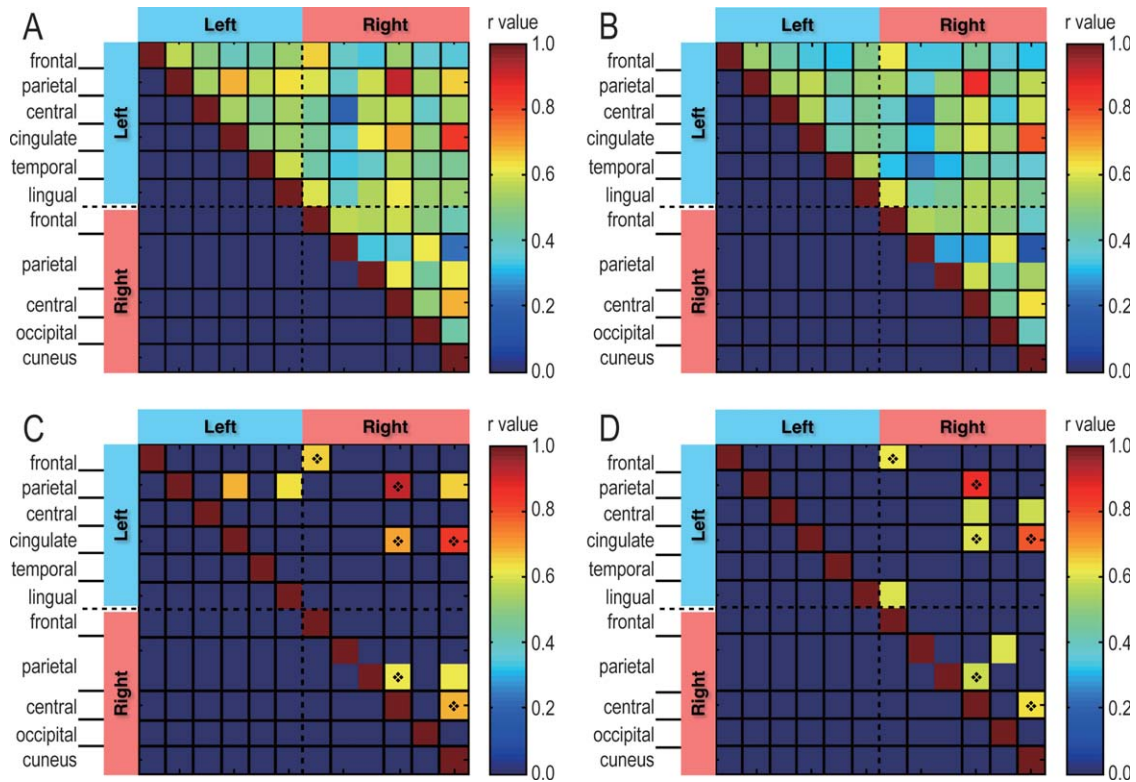 A
Left
Right
r value
Left
frontal
parietal
central
cingulate
temporal
lingual
Right
frontal
parietal
central
occipital
cuneus
1.0
0.8
0.6
0.4
0.2
0.0
B
Left
Right
r value
Left
frontal
parietal
central
cingulate
temporal
lingual
Right
frontal
parietal
central
occipital
cuneus
1.0
0.8
0.6
0.4
0.2
0.0
C
Left
Right
r value
Left
frontal
parietal
central
cingulate
temporal
lingual
Right
frontal
parietal
central
occipital
cuneus
1.0
0.8
0.6
0.4
0.2
0.0
D
Left
Right
r value
Left
frontal
parietal
central
cingulate
temporal
lingual
Right
frontal
parietal
central
occipital
cuneus
1.0
0.8
0.6
0.4
0.2
0.0